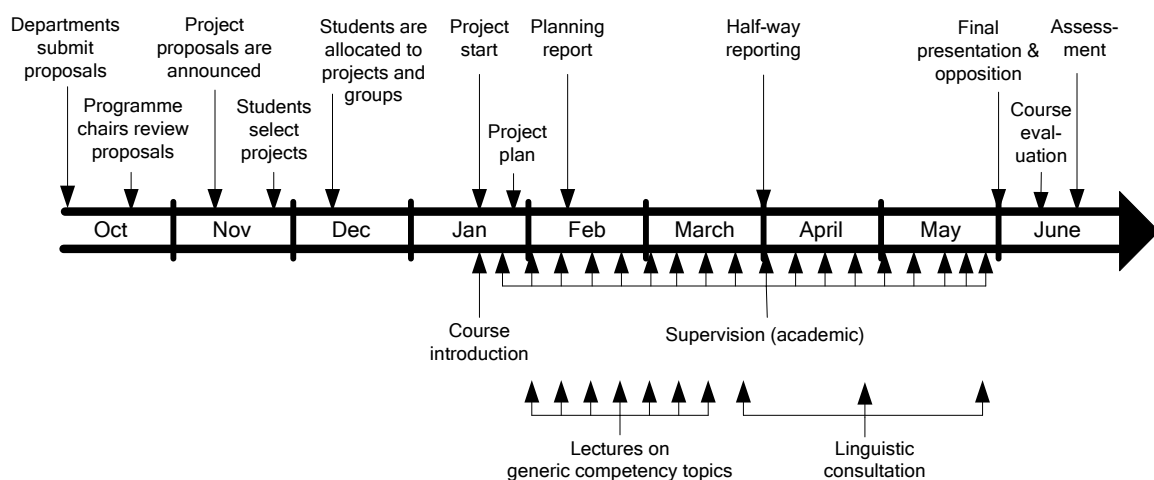 Departments
submit
proposals
Project
proposals are
announced
Students are
allocated to
projects and
groups
Project
start
Planning
report
Half-way
reporting
Final
presentation &
opposition
Assess-
ment
Programme
chairs review
proposals
Students
select
projects
Project
plan
Course
eval-
uation
Oct Nov Dec Jan Feb March April May June
Course
introduction
Supervision (academic)
Lectures on
generic competency topics
Linguistic
consultation